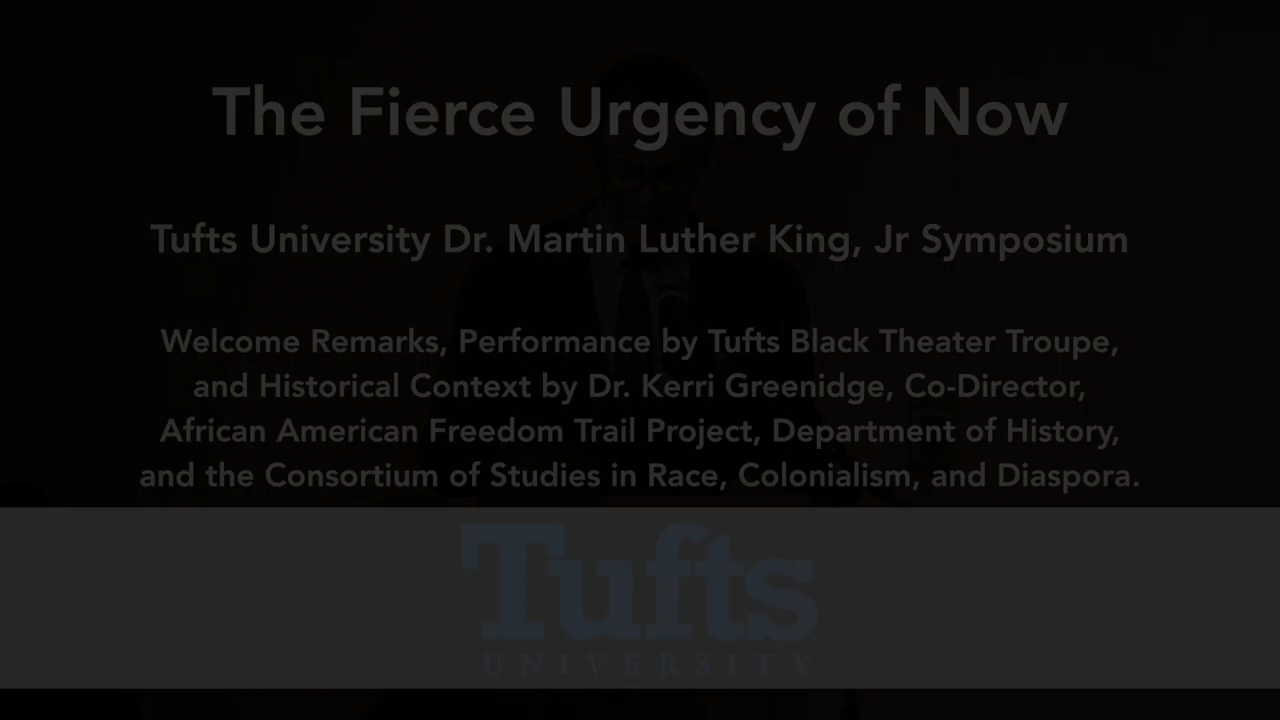 The Fierce Urgency of Now
Tufts University Dr. Martin Luther King, Jr Symposium
Welcome Remarks, Performance by Tufts Black Theater Troupe,
and Historical Context by Dr. Kerri Greenidge, Co-Director,
African American Freedom Trail Project, Department of History,
and the Consortium of Studies in Race, Colonialism, and Diaspora.
Tufts
UNIVERSITY